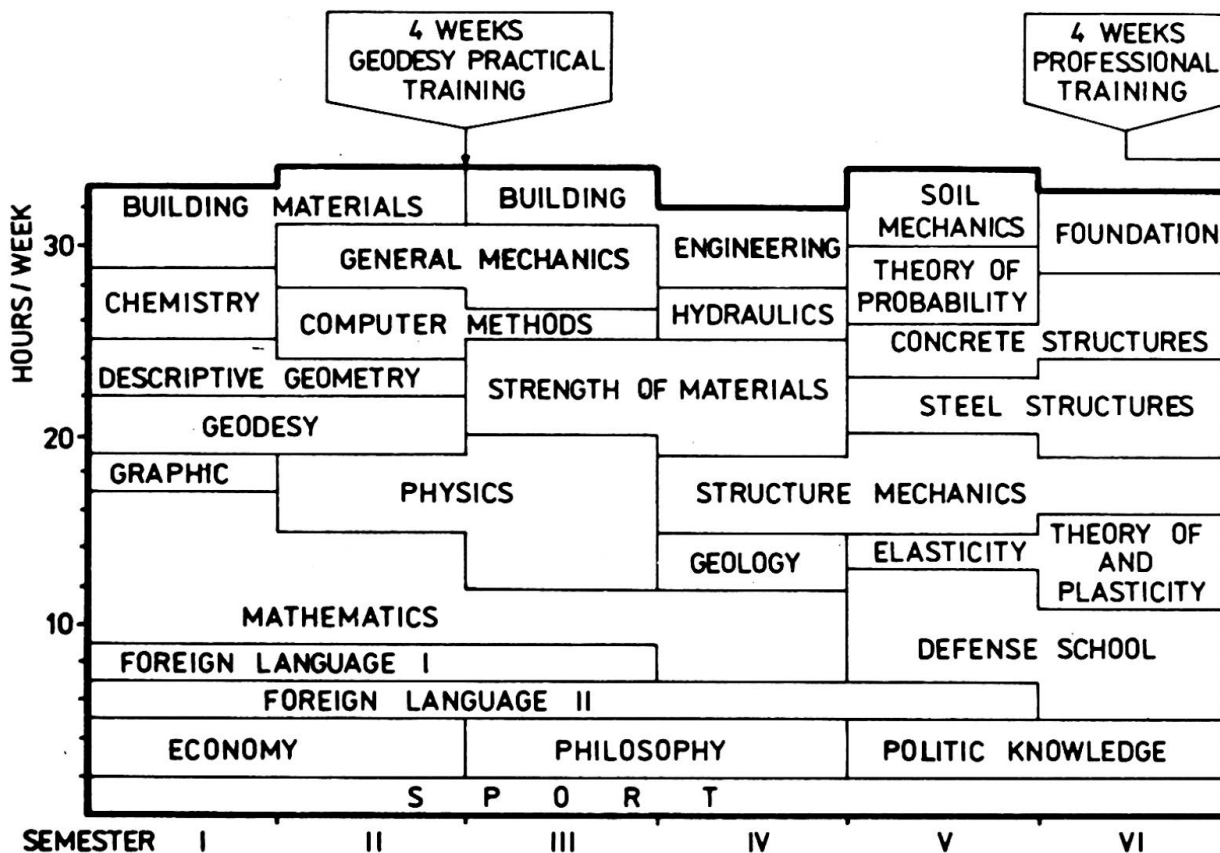 4 WEEKS
GEODESY PRACTICAL
TRAINING
4 WEEKS
PROFESSIONAL
TRAINING
HOURS/WEEK
30
20
10
BUILDING MATERIALS
BUILDING
ENGINEERING
SOIL
MECHANICS
FOUNDATION
GENERAL MECHANICS
THEORY OF
PROBABILITY
CHEMISTRY
COMPUTER METHODS
HYDRAULICS
CONCRETE STRUCTURES
DESCRIPTIVE GEOMETRY
STRENGTH OF MATERIALS
STEEL STRUCTURES
GEODESY
GRAPHIC
PHYSICS
STRUCTURE MECHANICS
GEOLOGY
ELASTICITY
THEORY OF
AND
PLASTICITY
MATHEMATICS
DEFENSE SCHOOL
FOREIGN LANGUAGE I
FOREIGN LANGUAGE II
ECONOMY
PHILOSOPHY
POLITIC KNOWLEDGE
SPORT
SEMESTER I II III IV V VI